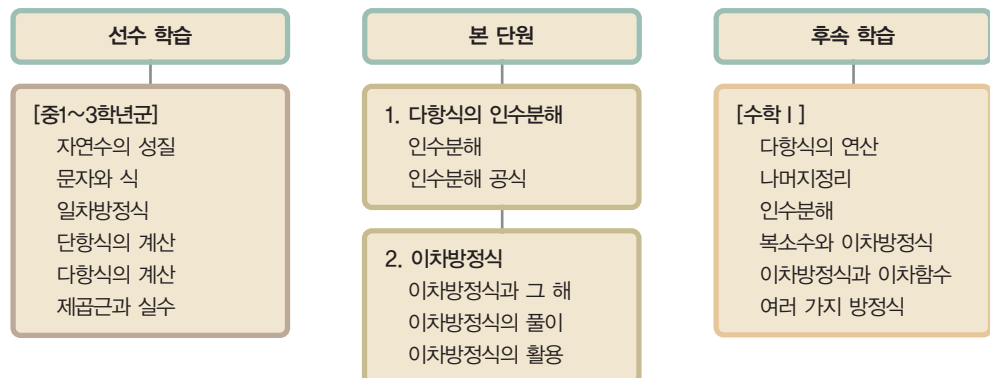 선수 학습
[중1~3학년군]
자연수의 성질
문자와 식
일차방정식
단항식의 계산
다항식의 계산
제곱근과 실수
본 단원
1. 다항식의 인수분해
인수분해
인수분해 공식
2. 이차방정식
이차방정식과 그 해
이차방정식의 풀이
이차방정식의 활용
후속 학습
[수학Ⅰ]
다항식의 연산
나머지정리
인수분해
복소수와 이차방정식
이차방정식과 이차함수
여러 가지 방정식